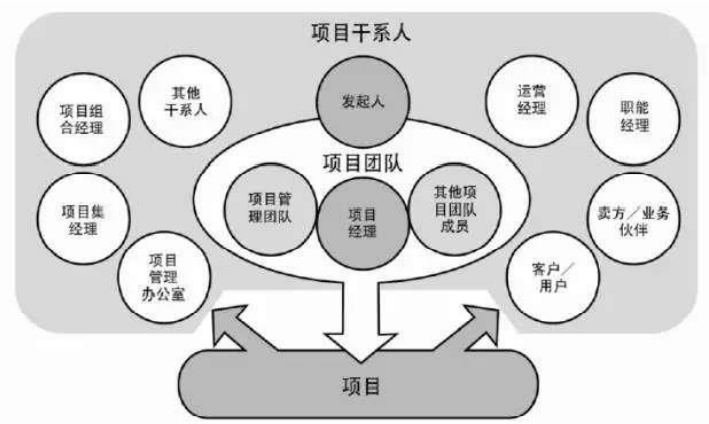 项目干系人
其他
干系人
发起人
运营
经理
项目组
合经理
职能
经理
项目团队
项目管
理团队
项目
经理
其他项
目团队
成员
项目集
经理
卖方／业务
伙伴
项目
管理
办公室
客户／
用户
项目